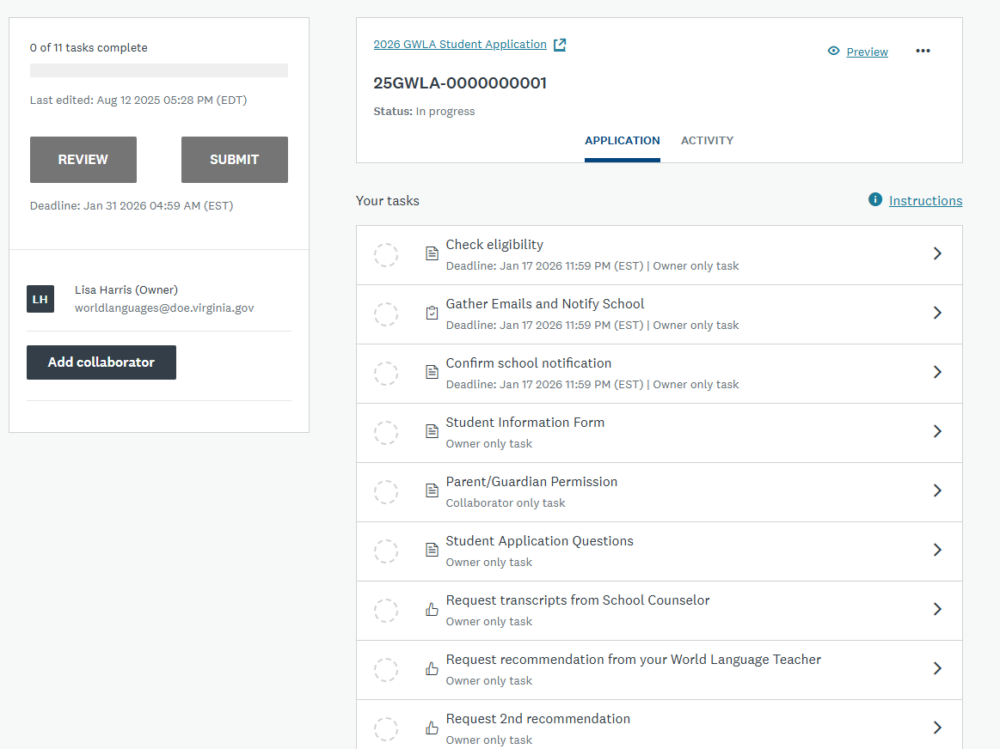 0 of 11 tasks complete
Last edited: Aug 12 2025 05:28 PM (EDT)
REVIEW
SUBMIT
Deadline: Jan 31 2026 04:59 AM (EST)
LH
Lisa Harris (Owner)
worldlanguages@doe.virginia.gov
Add collaborator
2026 GWLA Student Application
Preview
25GWLA-0000000001
Status: In progress
APPLICATION
ACTIVITY
Your tasks
Instructions
Check eligibility
Deadline: Jan 17 2026 11:59 PM (EST) | Owner only task
Gather Emails and Notify School
Deadline: Jan 17 2026 11:59 PM (EST) | Owner only task
Confirm school notification
Deadline: Jan 17 2026 11:59 PM (EST) | Owner only task
Student Information Form
Owner only task
Parent/Guardian Permission
Collaborator only task
Student Application Questions
Owner only task
Request transcripts from School Counselor
Owner only task
Request recommendation from your World Language Teacher
Owner only task
Request 2nd recommendation
Owner only task